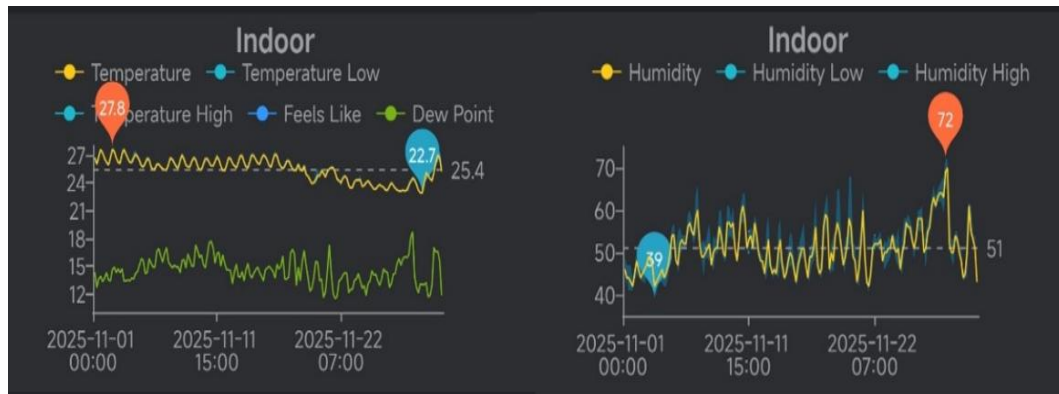 Indoor
Temperature Temperature Low
Temperature High Feels Like Dew Point
27.8
22.7
27
24
21
18
15
12
25.4
2025-11-01 2025-11-11 2025-11-22
00:00 15:00 07:00
Indoor
Humidity Humidity Low Humidity High
72
39
70
60
50
40
51
2025-11-01 2025-11-11 2025-11-22
00:00 15:00 07:00